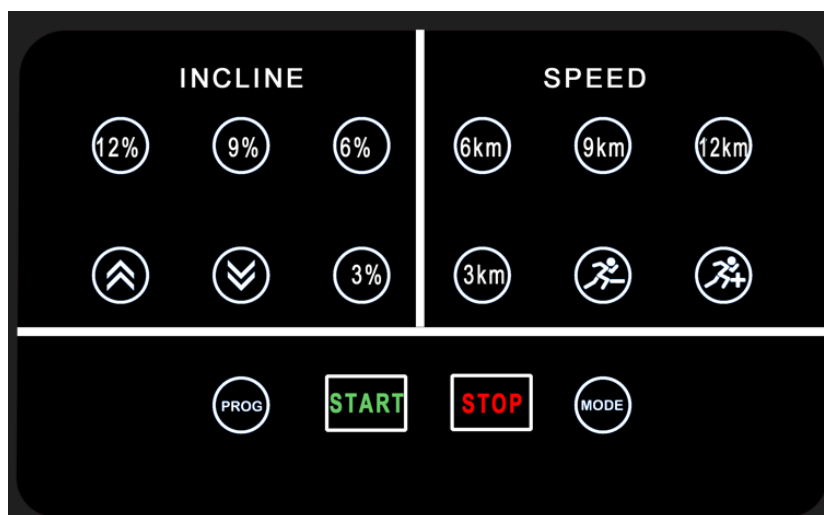 INCLINE
12% 9% 6%
3%
SPEED
6km 9km 12km
3km
PROG START STOP MODE